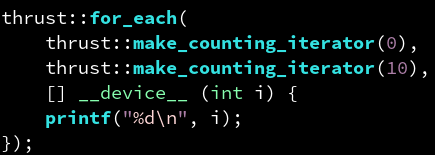 thrust::for_each(
    thrust::make_counting_iterator(0),
    thrust::make_counting_iterator(10),
    [] __device__ (int i) {
    printf("%d\n", i);
});